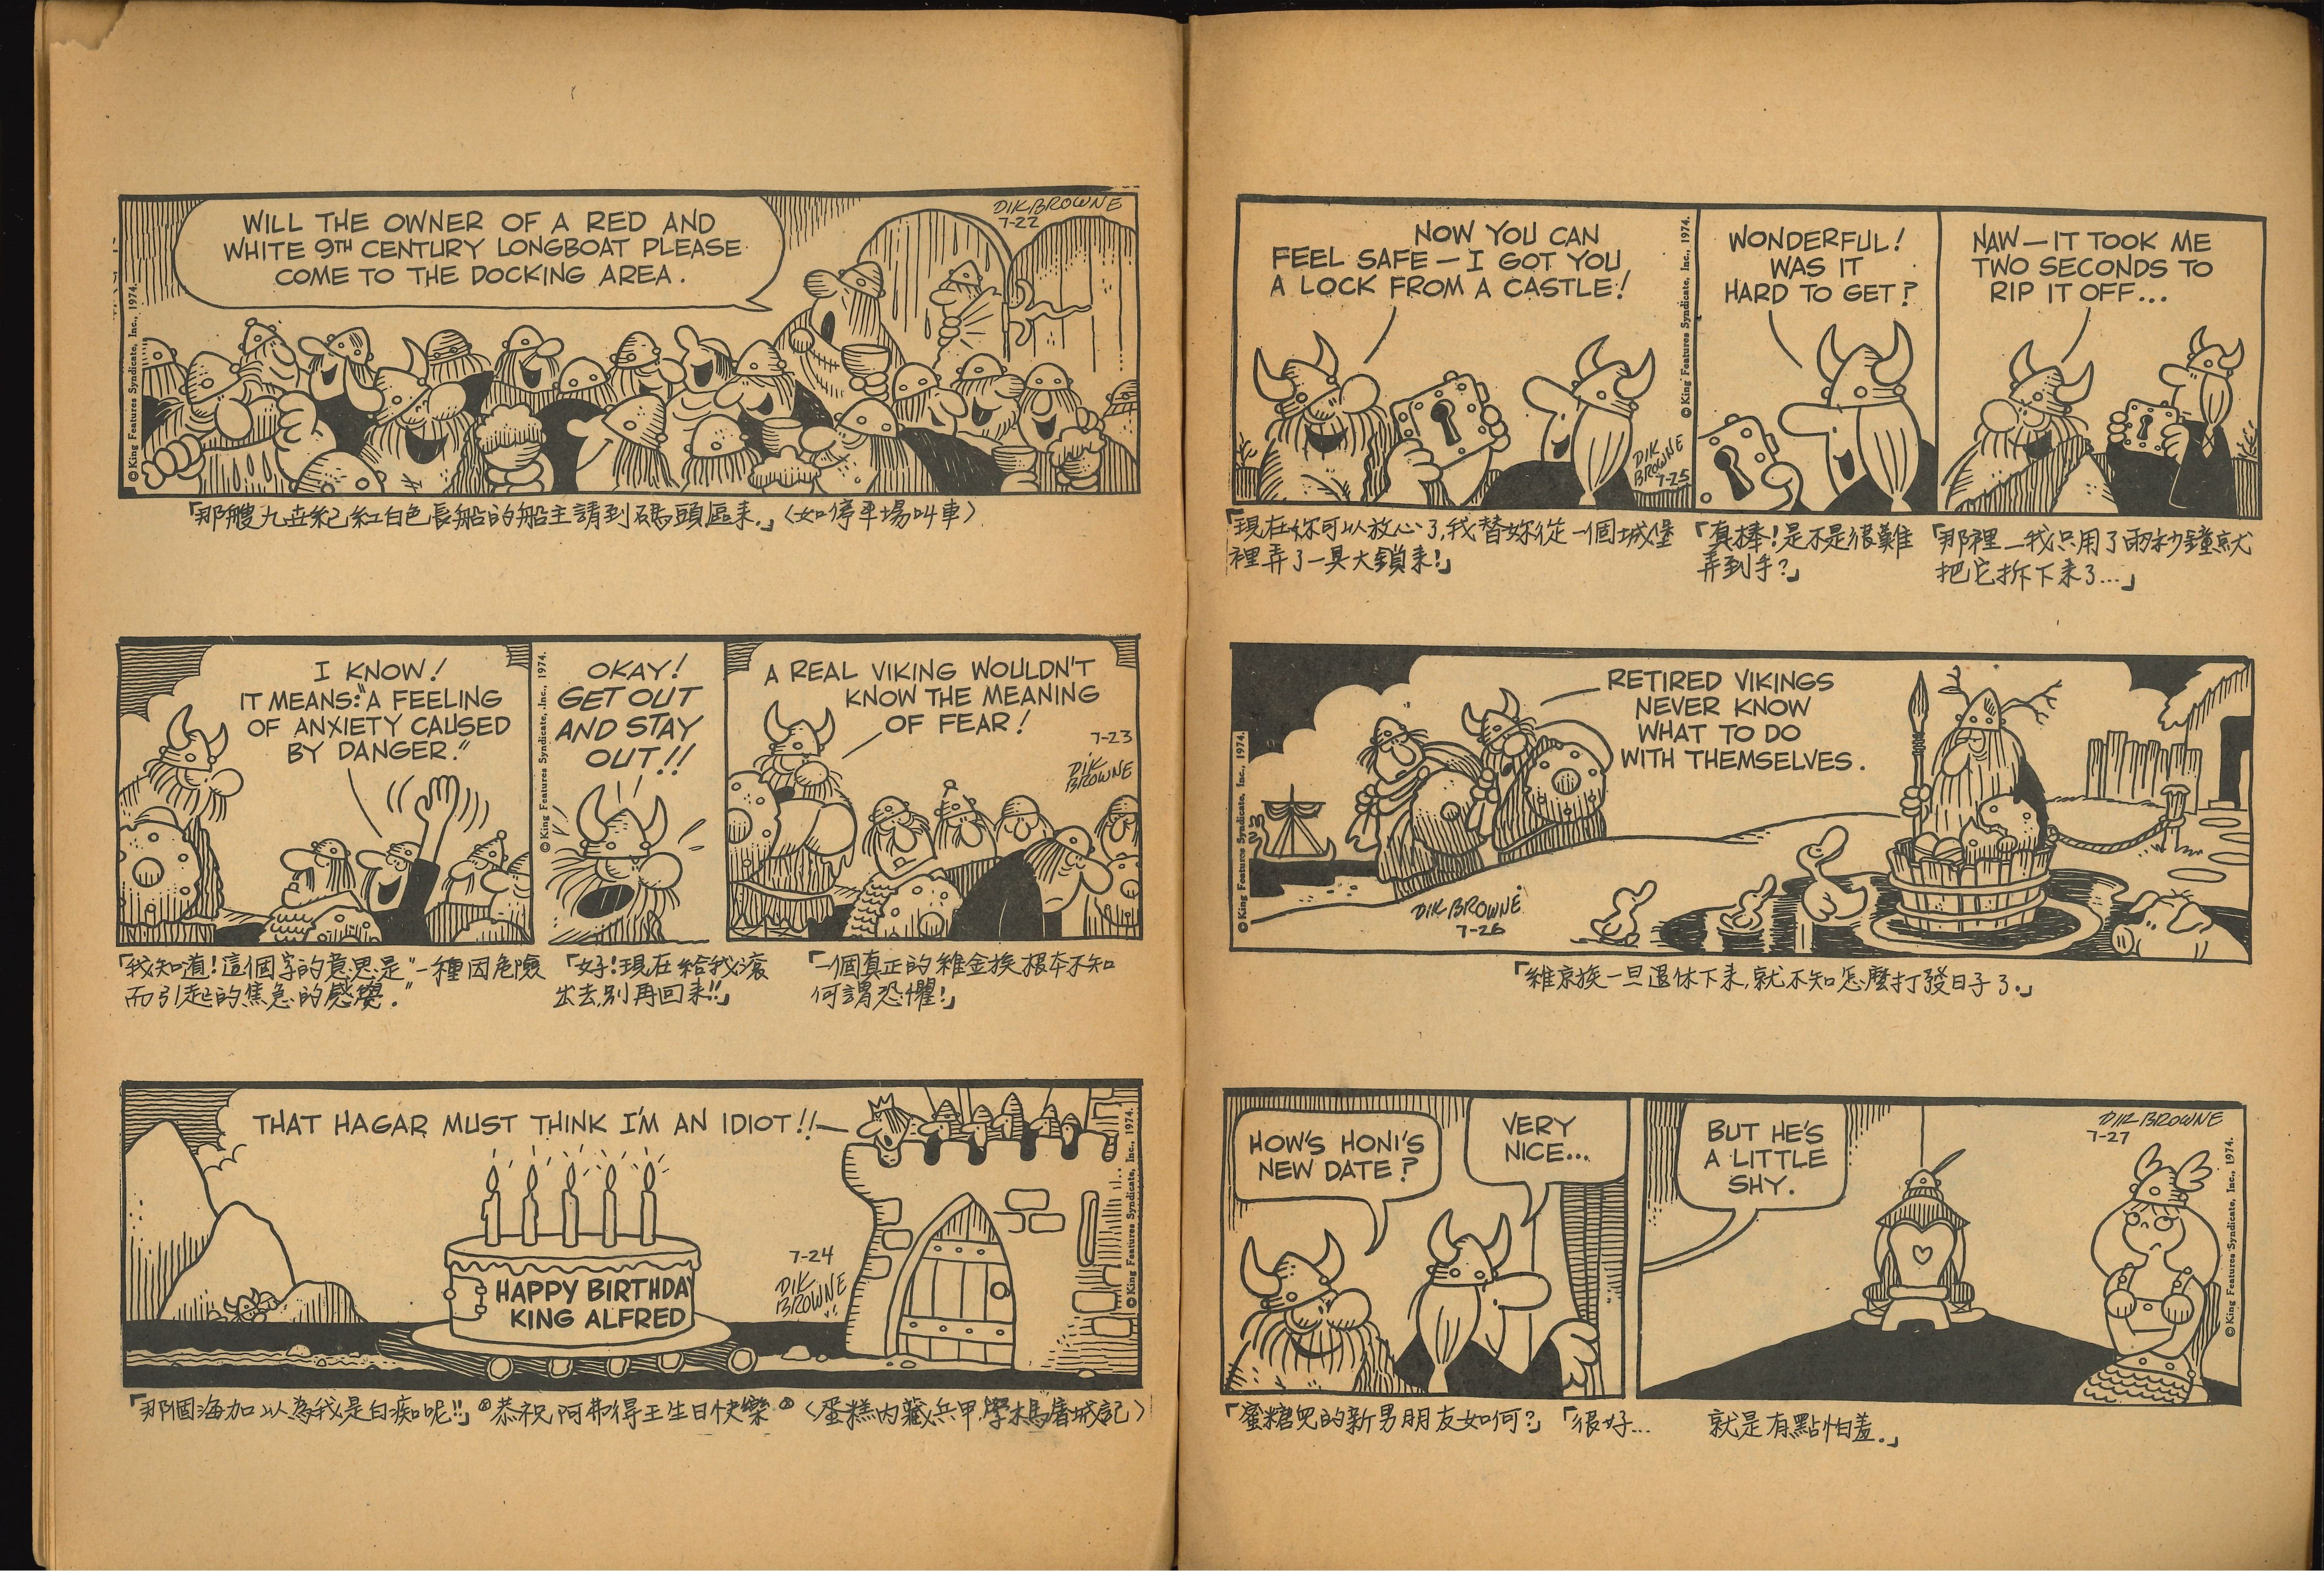 WILL THE OWNER OF A RED AND
WHITE 9TH CENTURY LONGBOAT PLEASE
COME TO THE DOCKING AREA.
DIK BROWNE
7-22
© King Features Syndicate, Inc., 1974.
「那艘九世紀紅白色長船的船主請到碼頭區來.」〈如停車場叫車〉
I KNOW!
IT MEANS: "A FEELING
OF ANXIETY CAUSED
BY DANGER."
© King Features Syndicate, Inc., 1974.
OKAY!
GET OUT
AND STAY
OUT!!
A REAL VIKING WOULDN'T
KNOW THE MEANING
OF FEAR!
7-23
DIK
BROWNE
「我知道!這個字的意思是"一種因危險
而引起的焦急的感覺."
「好!現在給我滾
出去,別再回來!!」
「一個真正的維金族根本不知
何謂恐懼!」
THAT HAGAR MUST THINK I'M AN IDIOT!!
HAPPY BIRTHDAY
KING ALFRED
7-24
DIK
BROWNE
© King Features Syndicate, Inc., 1974.
「那個海加以為我是白痴呢!!」 恭祝阿弗得王生日快樂 〈蛋糕內藏兵甲,學木馬屠城記〉
NOW YOU CAN
FEEL SAFE — I GOT YOU
A LOCK FROM A CASTLE!
DIK
BROWNE
7-25
© King Features Syndicate, Inc., 1974.
WONDERFUL!
WAS IT
HARD TO GET?
NAW — IT TOOK ME
TWO SECONDS TO
RIP IT OFF...
「現在妳可以放心了,我替妳從一個城堡
裡弄了一具大鎖來!」
「真棒!是不是很難
弄到手?」
「那裡—我只用了兩秒鐘就
把它拆下來了...」
RETIRED VIKINGS
NEVER KNOW
WHAT TO DO
WITH THEMSELVES.
© King Features Syndicate, Inc., 1974.
DIK BROWNE
7-26
「維京族一旦退休下來,就不知怎麼打發日子了.」
HOW'S HONI'S
NEW DATE?
VERY
NICE...
BUT HE'S
A LITTLE
SHY.
DIK BROWNE
7-27
© King Features Syndicate, Inc., 1974.
「蜜糖兒的新男朋友如何?」「很好... 就是有點怕羞.」